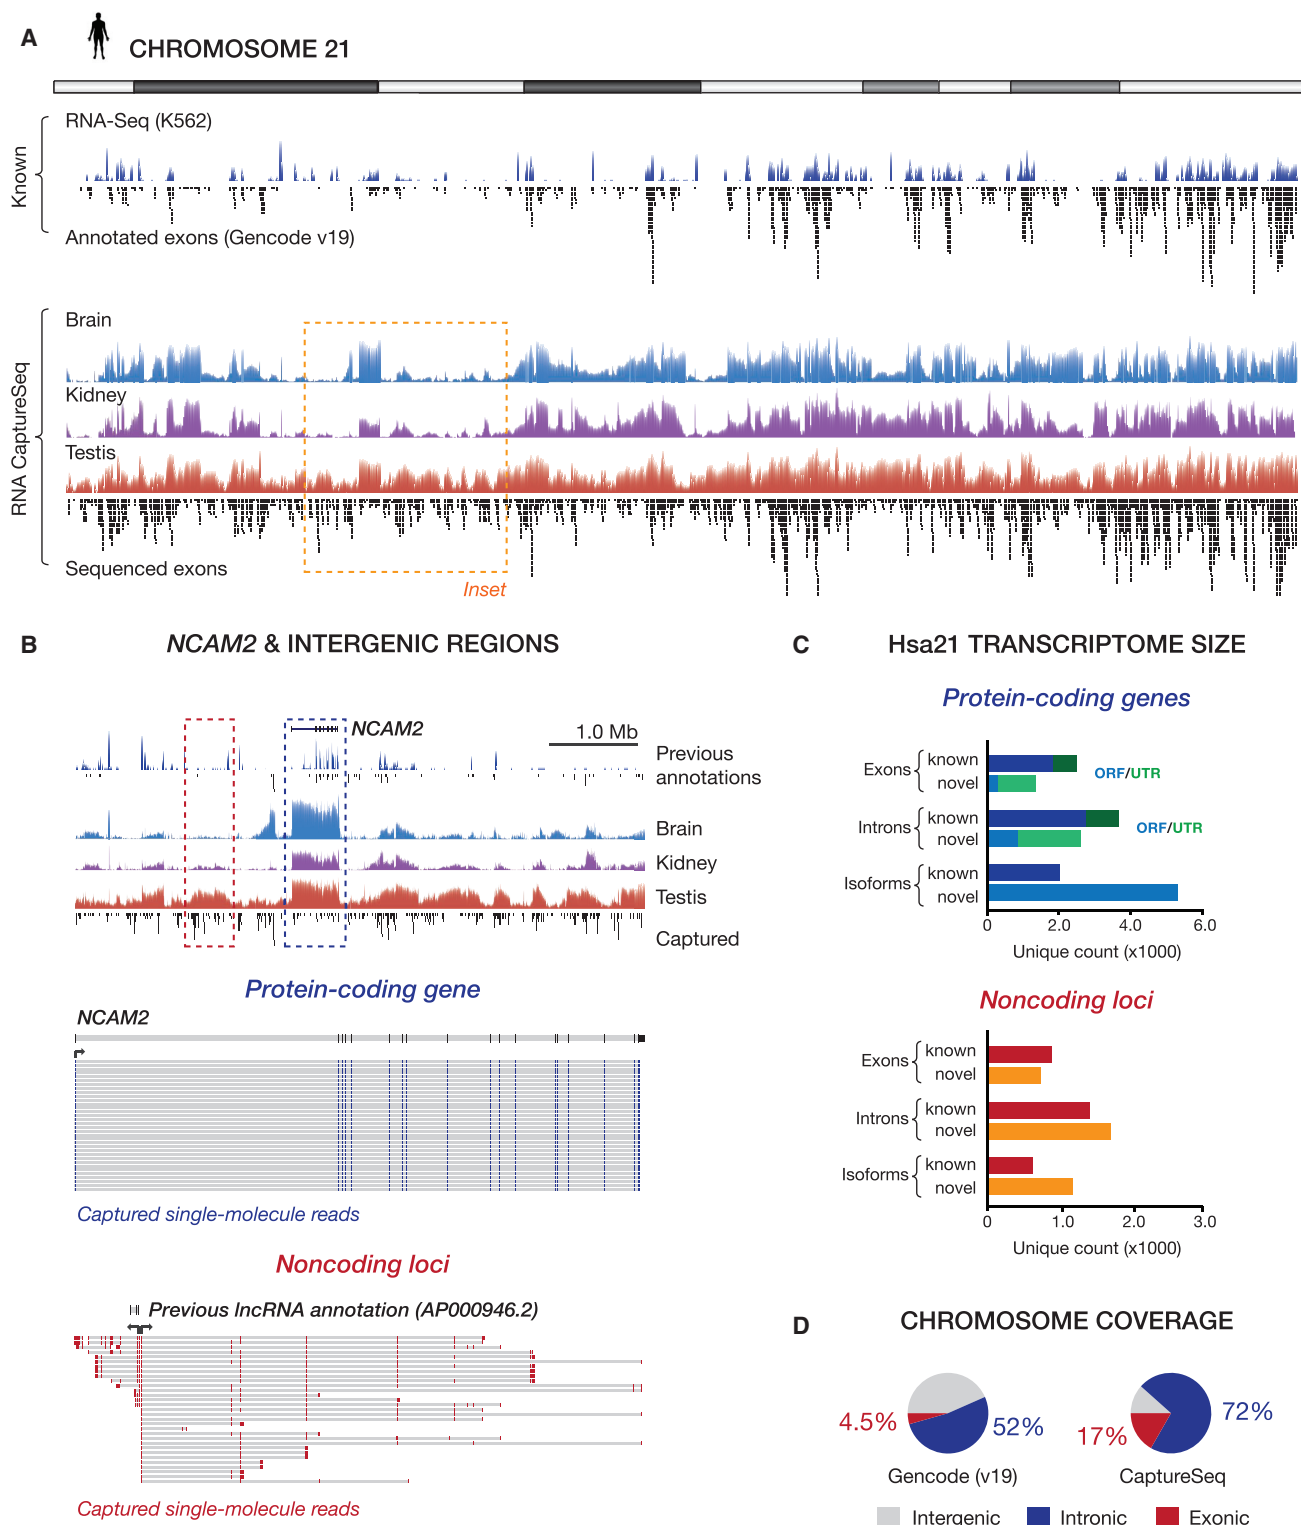 A
CHROMOSOME 21
Known
RNA-Seq (K562)
Annotated exons (Gencode v19)
RNA CaptureSeq
Brain
Kidney
Testis
Sequenced exons
Inset
B
NCAM2 & INTERGENIC REGIONS
NCAM2
1.0 Mb
Previous
annotations
Brain
Kidney
Testis
Captured
Protein-coding gene
NCAM2
Captured single-molecule reads
Noncoding loci
Previous lncRNA annotation (AP000946.2)
Captured single-molecule reads
C
Hsa21 TRANSCRIPTOME SIZE
Protein-coding genes
Exons
known
novel
ORF/UTR
Introns
known
novel
ORF/UTR
Isoforms
known
novel
0 2.0 4.0 6.0
Unique count (x1000)
Noncoding loci
Exons
known
novel
Introns
known
novel
Isoforms
known
novel
0 1.0 2.0 3.0
Unique count (x1000)
D
CHROMOSOME COVERAGE
4.5%
52%
Gencode (v19)
17%
72%
CaptureSeq
Intergenic
Intronic
Exonic